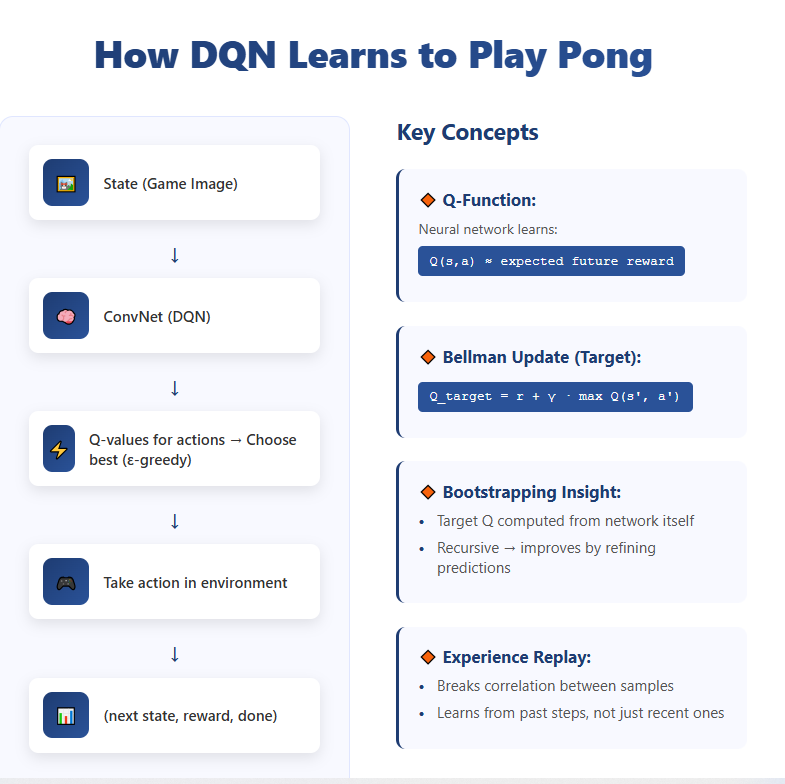 How DQN Learns to Play Pong
State (Game Image)
↓
ConvNet (DQN)
↓
Q-values for actions → Choose
best (ε-greedy)
↓
Take action in environment
↓
(next state, reward, done)
Key Concepts
Q-Function:
Neural network learns:
Q(s,a) ≈ expected future reward
Bellman Update (Target):
Q_target = r + γ · max Q(s', a')
Bootstrapping Insight:
• Target Q computed from network itself
• Recursive → improves by refining
predictions
Experience Replay:
• Breaks correlation between samples
• Learns from past steps, not just recent ones